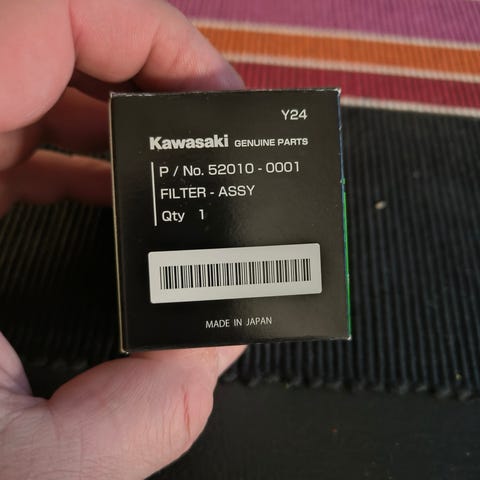 Y24
Kawasaki GENUINE PARTS
P / No. 52010 - 0001
FILTER - ASSY
Qty 1
MADE IN JAPAN